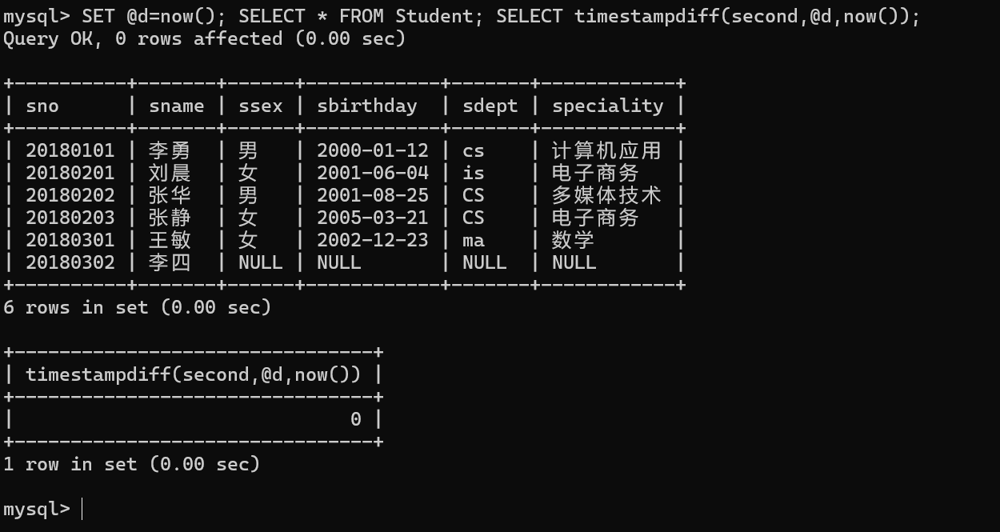 mysql> SET @d=now(); SELECT * FROM Student; SELECT timestampdiff(second,@d,now());
Query OK, 0 rows affected (0.00 sec)

+----------+-------+------+------------+-------+------------+
| sno      | sname | ssex | sbirthday  | sdept | speciality |
+----------+-------+------+------------+-------+------------+
| 20180101 | 李勇  | 男   | 2000-01-12 | cs    | 计算机应用 |
| 20180201 | 刘晨  | 女   | 2001-06-04 | is    | 电子商务   |
| 20180202 | 张华  | 男   | 2001-08-25 | CS    | 多媒体技术 |
| 20180203 | 张静  | 女   | 2005-03-21 | CS    | 电子商务   |
| 20180301 | 王敏  | 女   | 2002-12-23 | ma    | 数学       |
| 20180302 | 李四  | NULL | NULL       | NULL  | NULL       |
+----------+-------+------+------------+-------+------------+
6 rows in set (0.00 sec)

+--------------------------------+
| timestampdiff(second,@d,now()) |
+--------------------------------+
|                              0 |
+--------------------------------+
1 row in set (0.00 sec)

mysql>